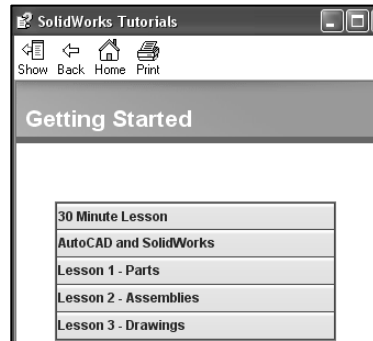 SolidWorks Tutorials
Show Back Home Print
Getting Started
30 Minute Lesson
AutoCAD and SolidWorks
Lesson 1 - Parts
Lesson 2 - Assemblies
Lesson 3 - Drawings